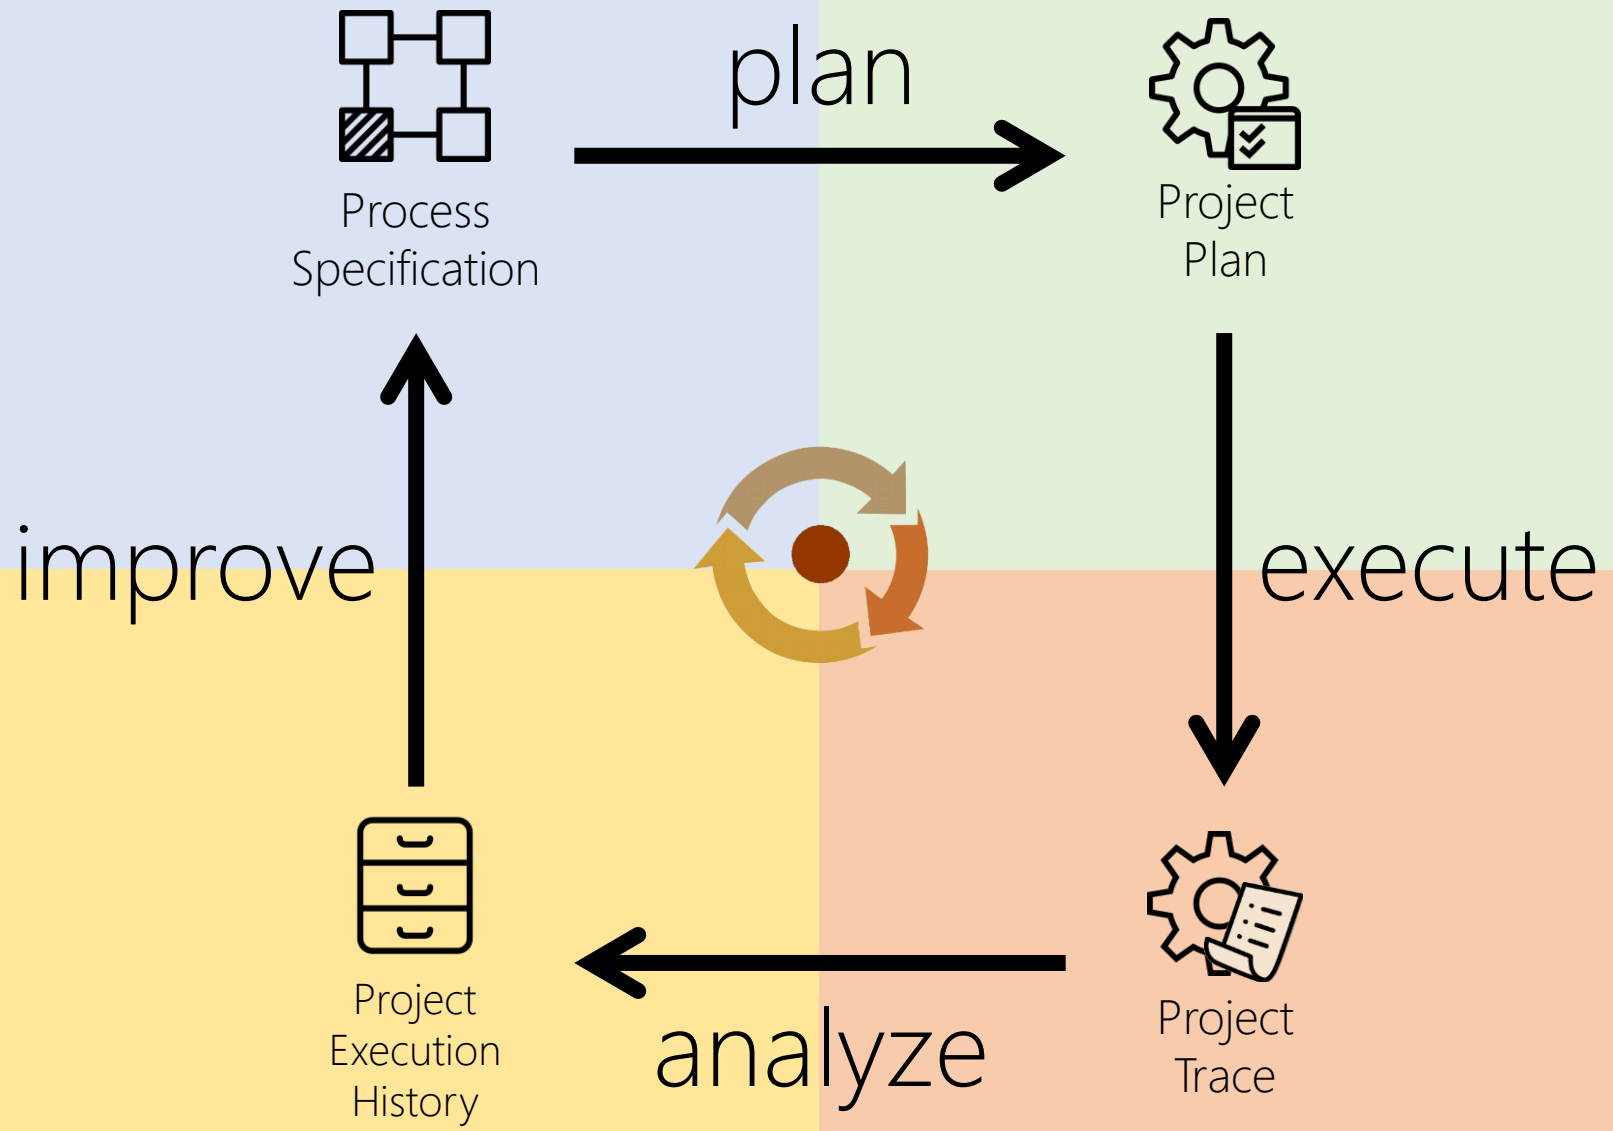 plan
Process
Specification
Project
Plan
improve
execute
Project
Execution
History
analyze
Project
Trace